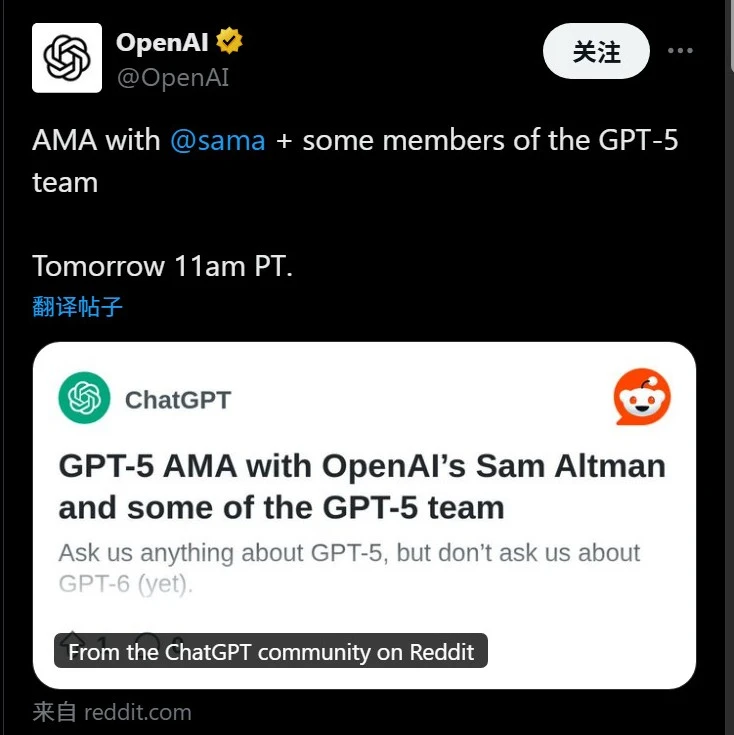 OpenAI
@OpenAI
关注
AMA with @sama + some members of the GPT-5
team
Tomorrow 11am PT.
翻译帖子
ChatGPT
GPT-5 AMA with OpenAI’s Sam Altman
and some of the GPT-5 team
Ask us anything about GPT-5, but don’t ask us about
GPT-6 (yet).
From the ChatGPT community on Reddit
来自 reddit.com